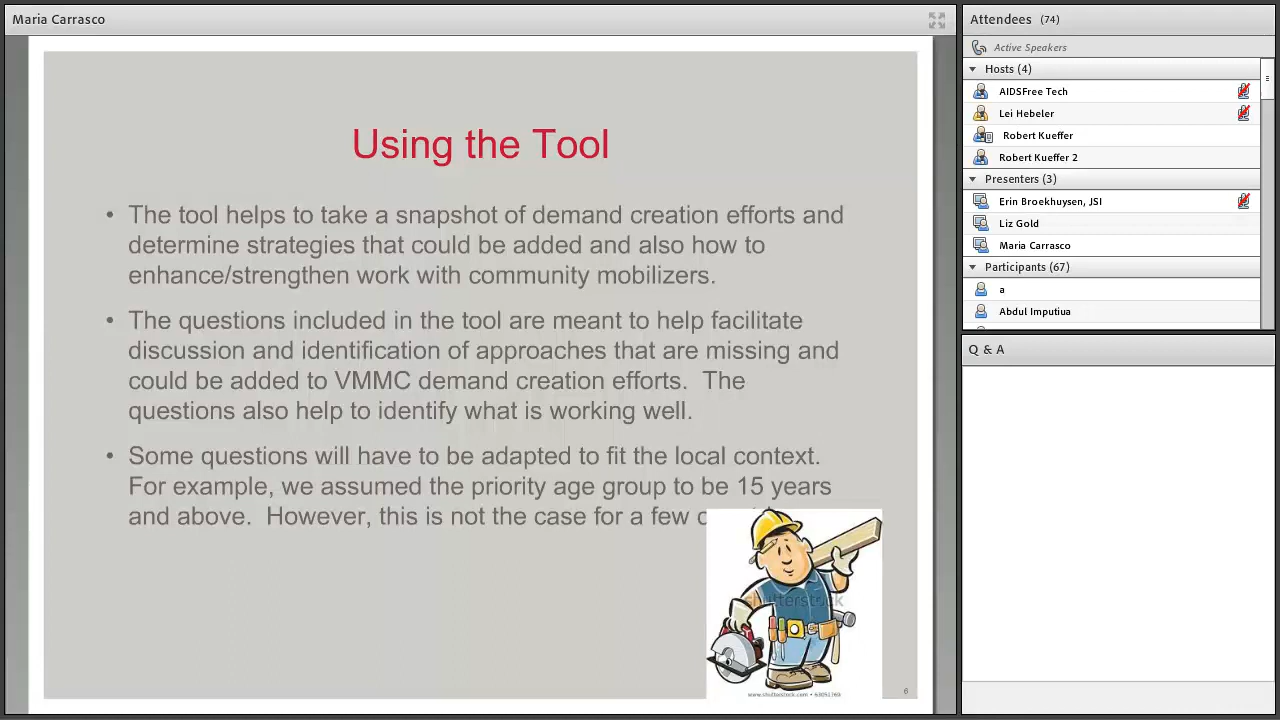 Maria Carrasco
Using the Tool
• The tool helps to take a snapshot of demand creation efforts and
determine strategies that could be added and also how to
enhance/strengthen work with community mobilizers.
• The questions included in the tool are meant to help facilitate
discussion and identification of approaches that are missing and
could be added to VMMC demand creation efforts.  The
questions also help to identify what is working well.
• Some questions will have to be adapted to fit the local context.
For example, we assumed the priority age group to be 15 years
and above.  However, this is not the case for a few
shutterstock
www.shutterstock.com • 63051763
6
Attendees (74)
Active Speakers
Hosts (4)
AIDSFree Tech
Lei Hebeler
Robert Kueffer
Robert Kueffer 2
Presenters (3)
Erin Broekhuysen, JSI
Liz Gold
Maria Carrasco
Participants (67)
a
Abdul Imputiua
Q & A